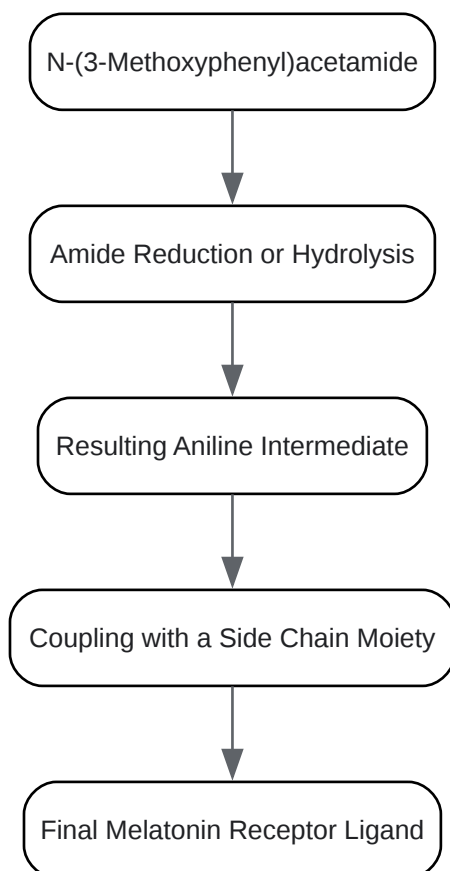 N-(3-Methoxyphenyl)acetamide
Amide Reduction or Hydrolysis
Resulting Aniline Intermediate
Coupling with a Side Chain Moiety
Final Melatonin Receptor Ligand